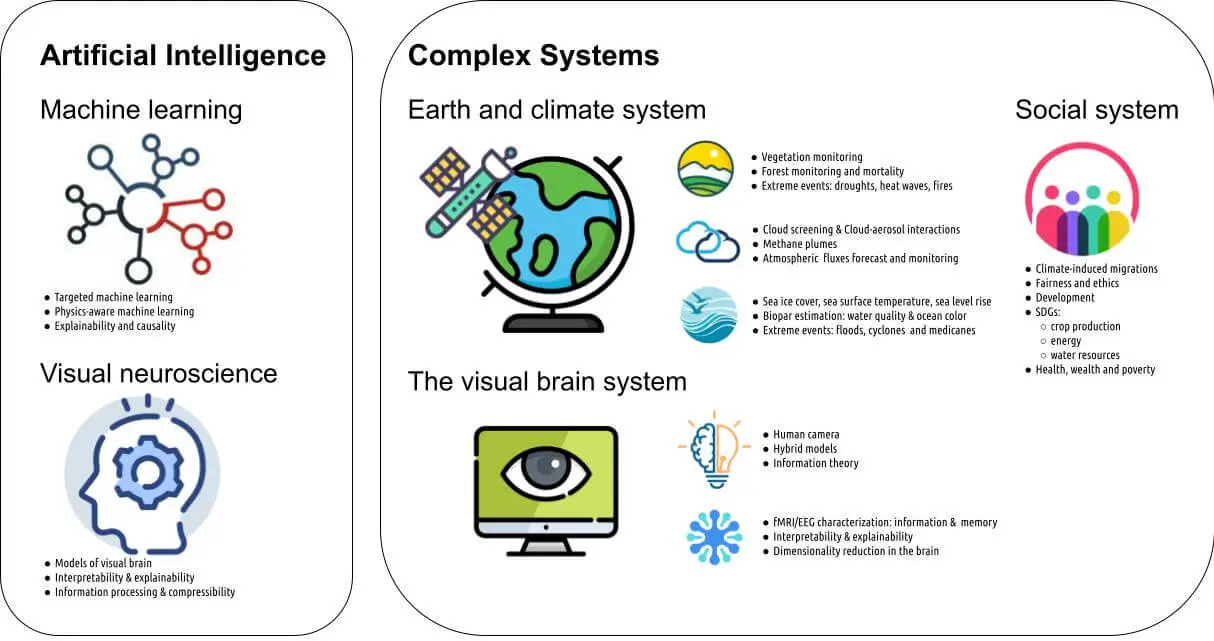 Artificial Intelligence
Machine learning
● Targeted machine learning
● Physics-aware machine learning
● Explainability and causality
Visual neuroscience
● Models of visual brain
● Interpretability & explainability
● Information processing & compressibility
Complex Systems
Earth and climate system
● Vegetation monitoring
● Forest monitoring and mortality
● Extreme events: droughts, heat waves, fires
● Cloud screening & Cloud-aerosol interactions
● Methane plumes
● Atmospheric fluxes forecast and monitoring
● Sea ice cover, sea surface temperature, sea level rise
● Biopar estimation: water quality & ocean color
● Extreme events: floods, cyclones and medicanes
The visual brain system
● Human camera
● Hybrid models
● Information theory
● fMRI/EEG characterization: information & memory
● Interpretability & explainability
● Dimensionality reduction in the brain
Social system
● Climate-induced migrations
● Fairness and ethics
● Development
● SDGs:
○ crop production
○ energy
○ water resources
● Health, wealth and poverty